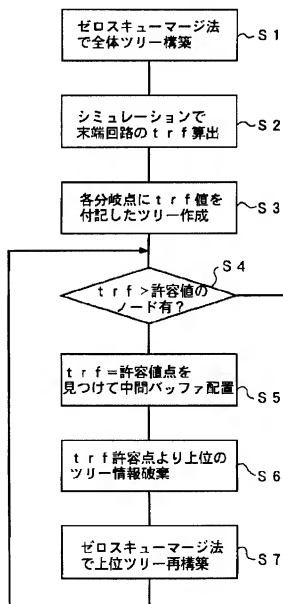 ゼロスキューマージ法
で全体ツリー構築
S1
シミュレーションで
末端回路のtrf算出
S2
各分岐点にtrf値を
付記したツリー作成
S3
S4
trf>許容値の
ノード有?
trf=許容値点を
見つけて中間バッファ配置
S5
trf許容点より上位の
ツリー情報破棄
S6
ゼロスキューマージ法
で上位ツリー再構築
S7